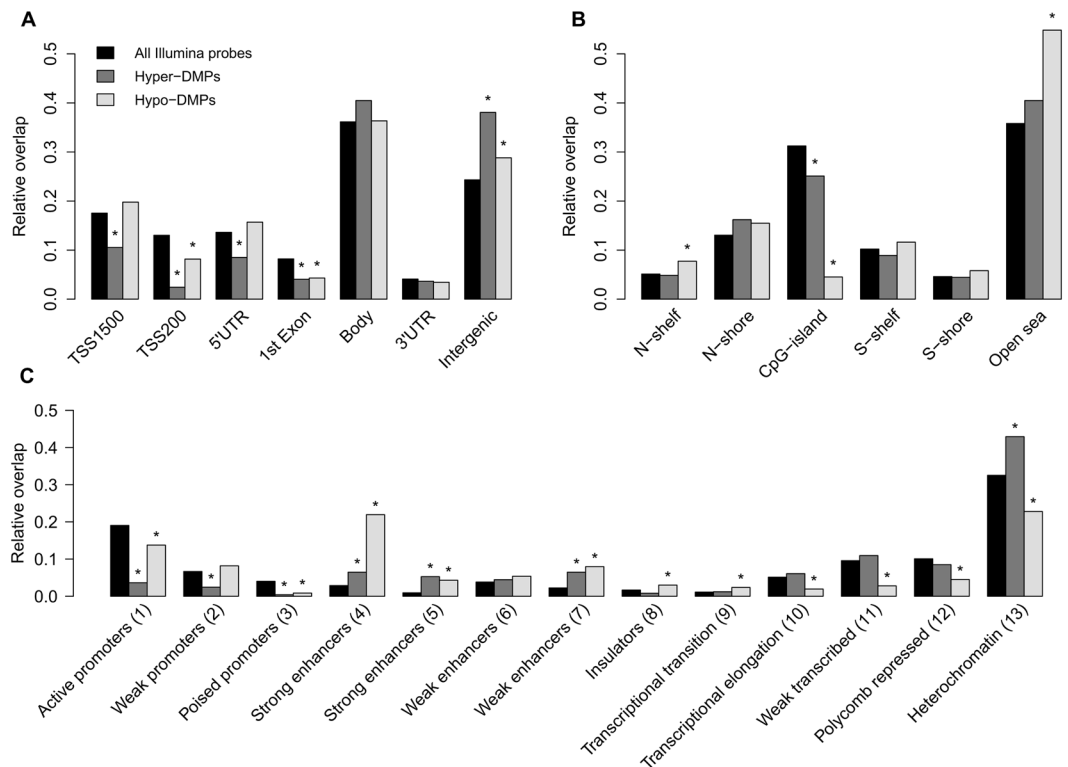 A
All Illumina probes
Hyper−DMPs
Hypo−DMPs
Relative overlap
0.5
0.4
0.3
0.2
0.1
0.0
* * * * * * * *
TSS1500
TSS200
5'UTR
1st Exon
Body
3'UTR
Intergenic
B
Relative overlap
0.5
0.4
0.3
0.2
0.1
0.0
* * * *
N−shelf
N−shore
CpG−island
S−shelf
S−shore
Open sea
C
Relative overlap
0.5
0.4
0.3
0.2
0.1
0.0
* * * * * * * * * * * * * * * * * *
Active promoters (1)
Weak promoters (2)
Poised promoters (3)
Strong enhancers (4)
Strong enhancers (5)
Weak enhancers (6)
Weak enhancers (7)
Insulators (8)
Transcriptional transition (9)
Transcriptional elongation (10)
Weak transcribed (11)
Polycomb repressed (12)
Heterochromatin (13)